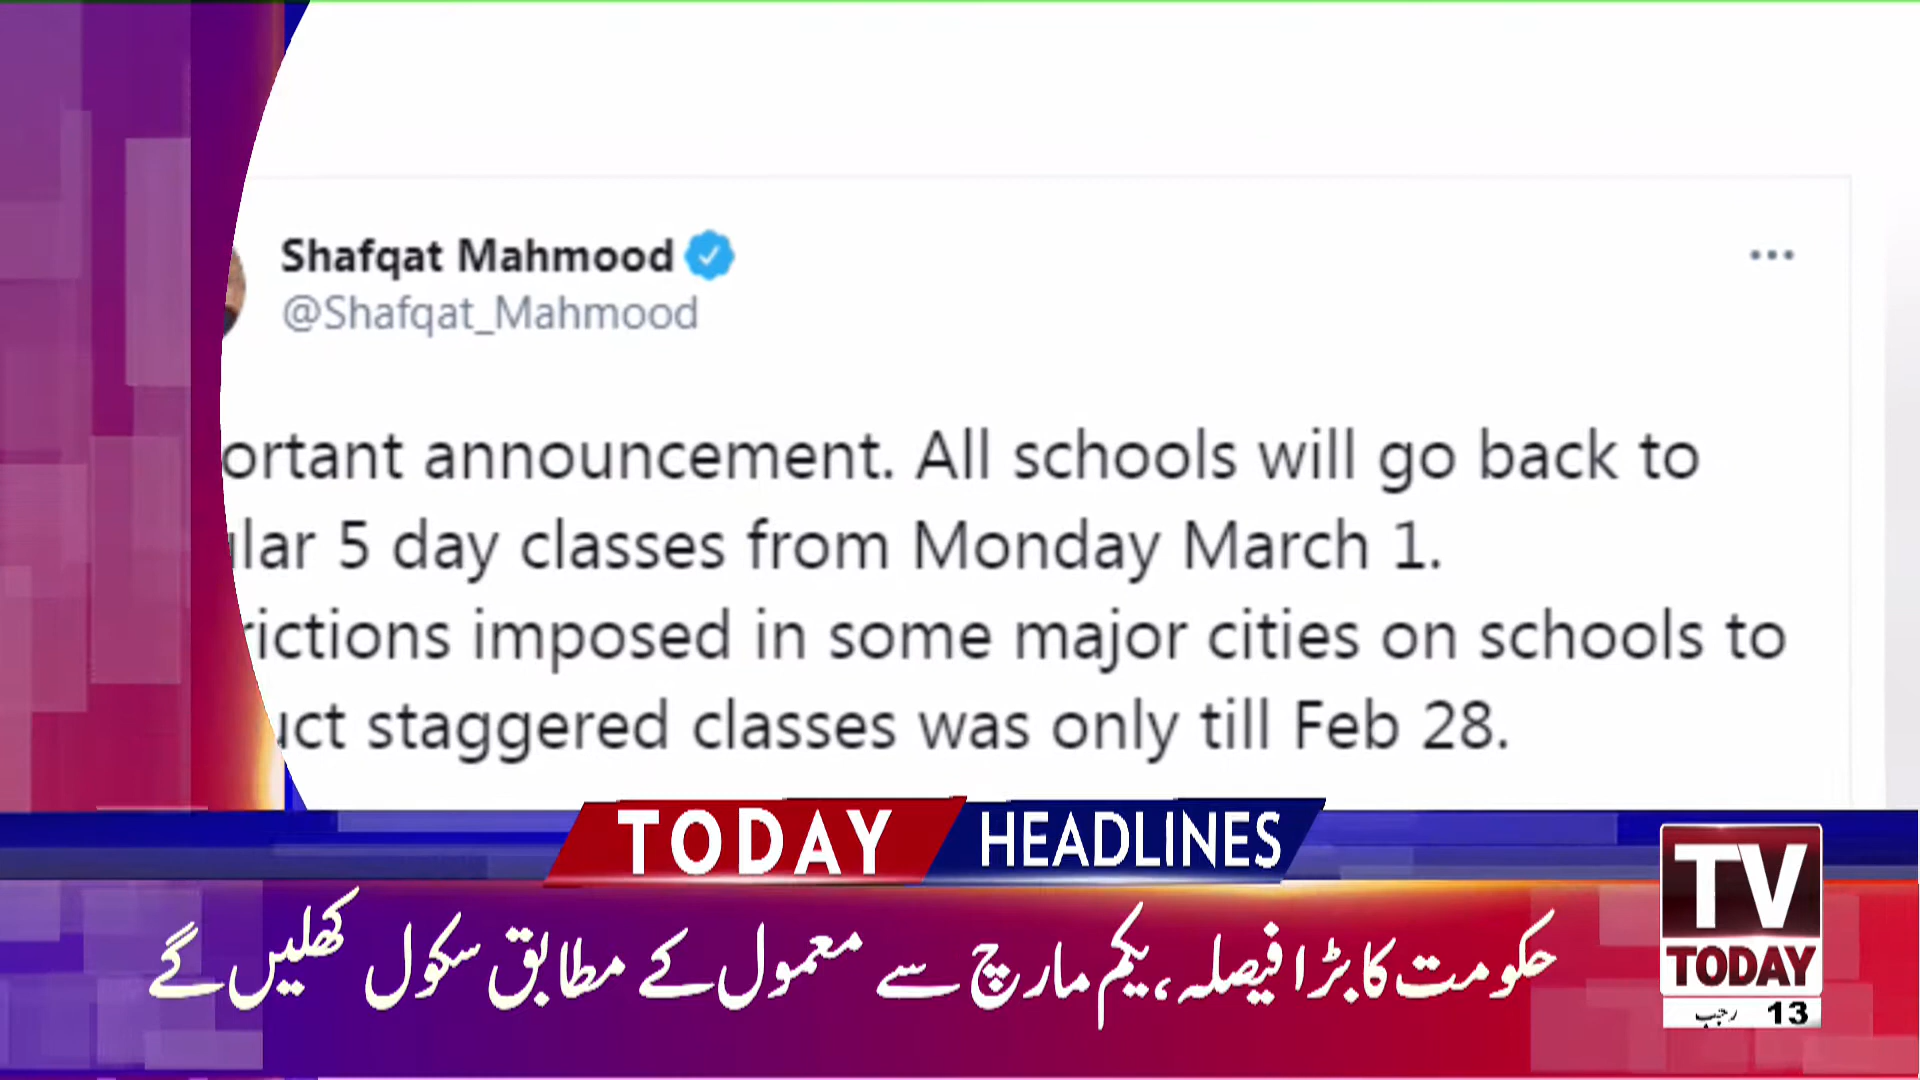 Shafqat Mahmood
@Shafqat_Mahmood
ortant announcement. All schools will go back to
lar 5 day classes from Monday March 1.
rictions imposed in some major cities on schools to
uct staggered classes was only till Feb 28.
TODAY HEADLINES
حکومت کا بڑا فیصلہ، یکم مارچ سے معمول کے مطابق سکول کھلیں گے
TV
TODAY
13 رجب